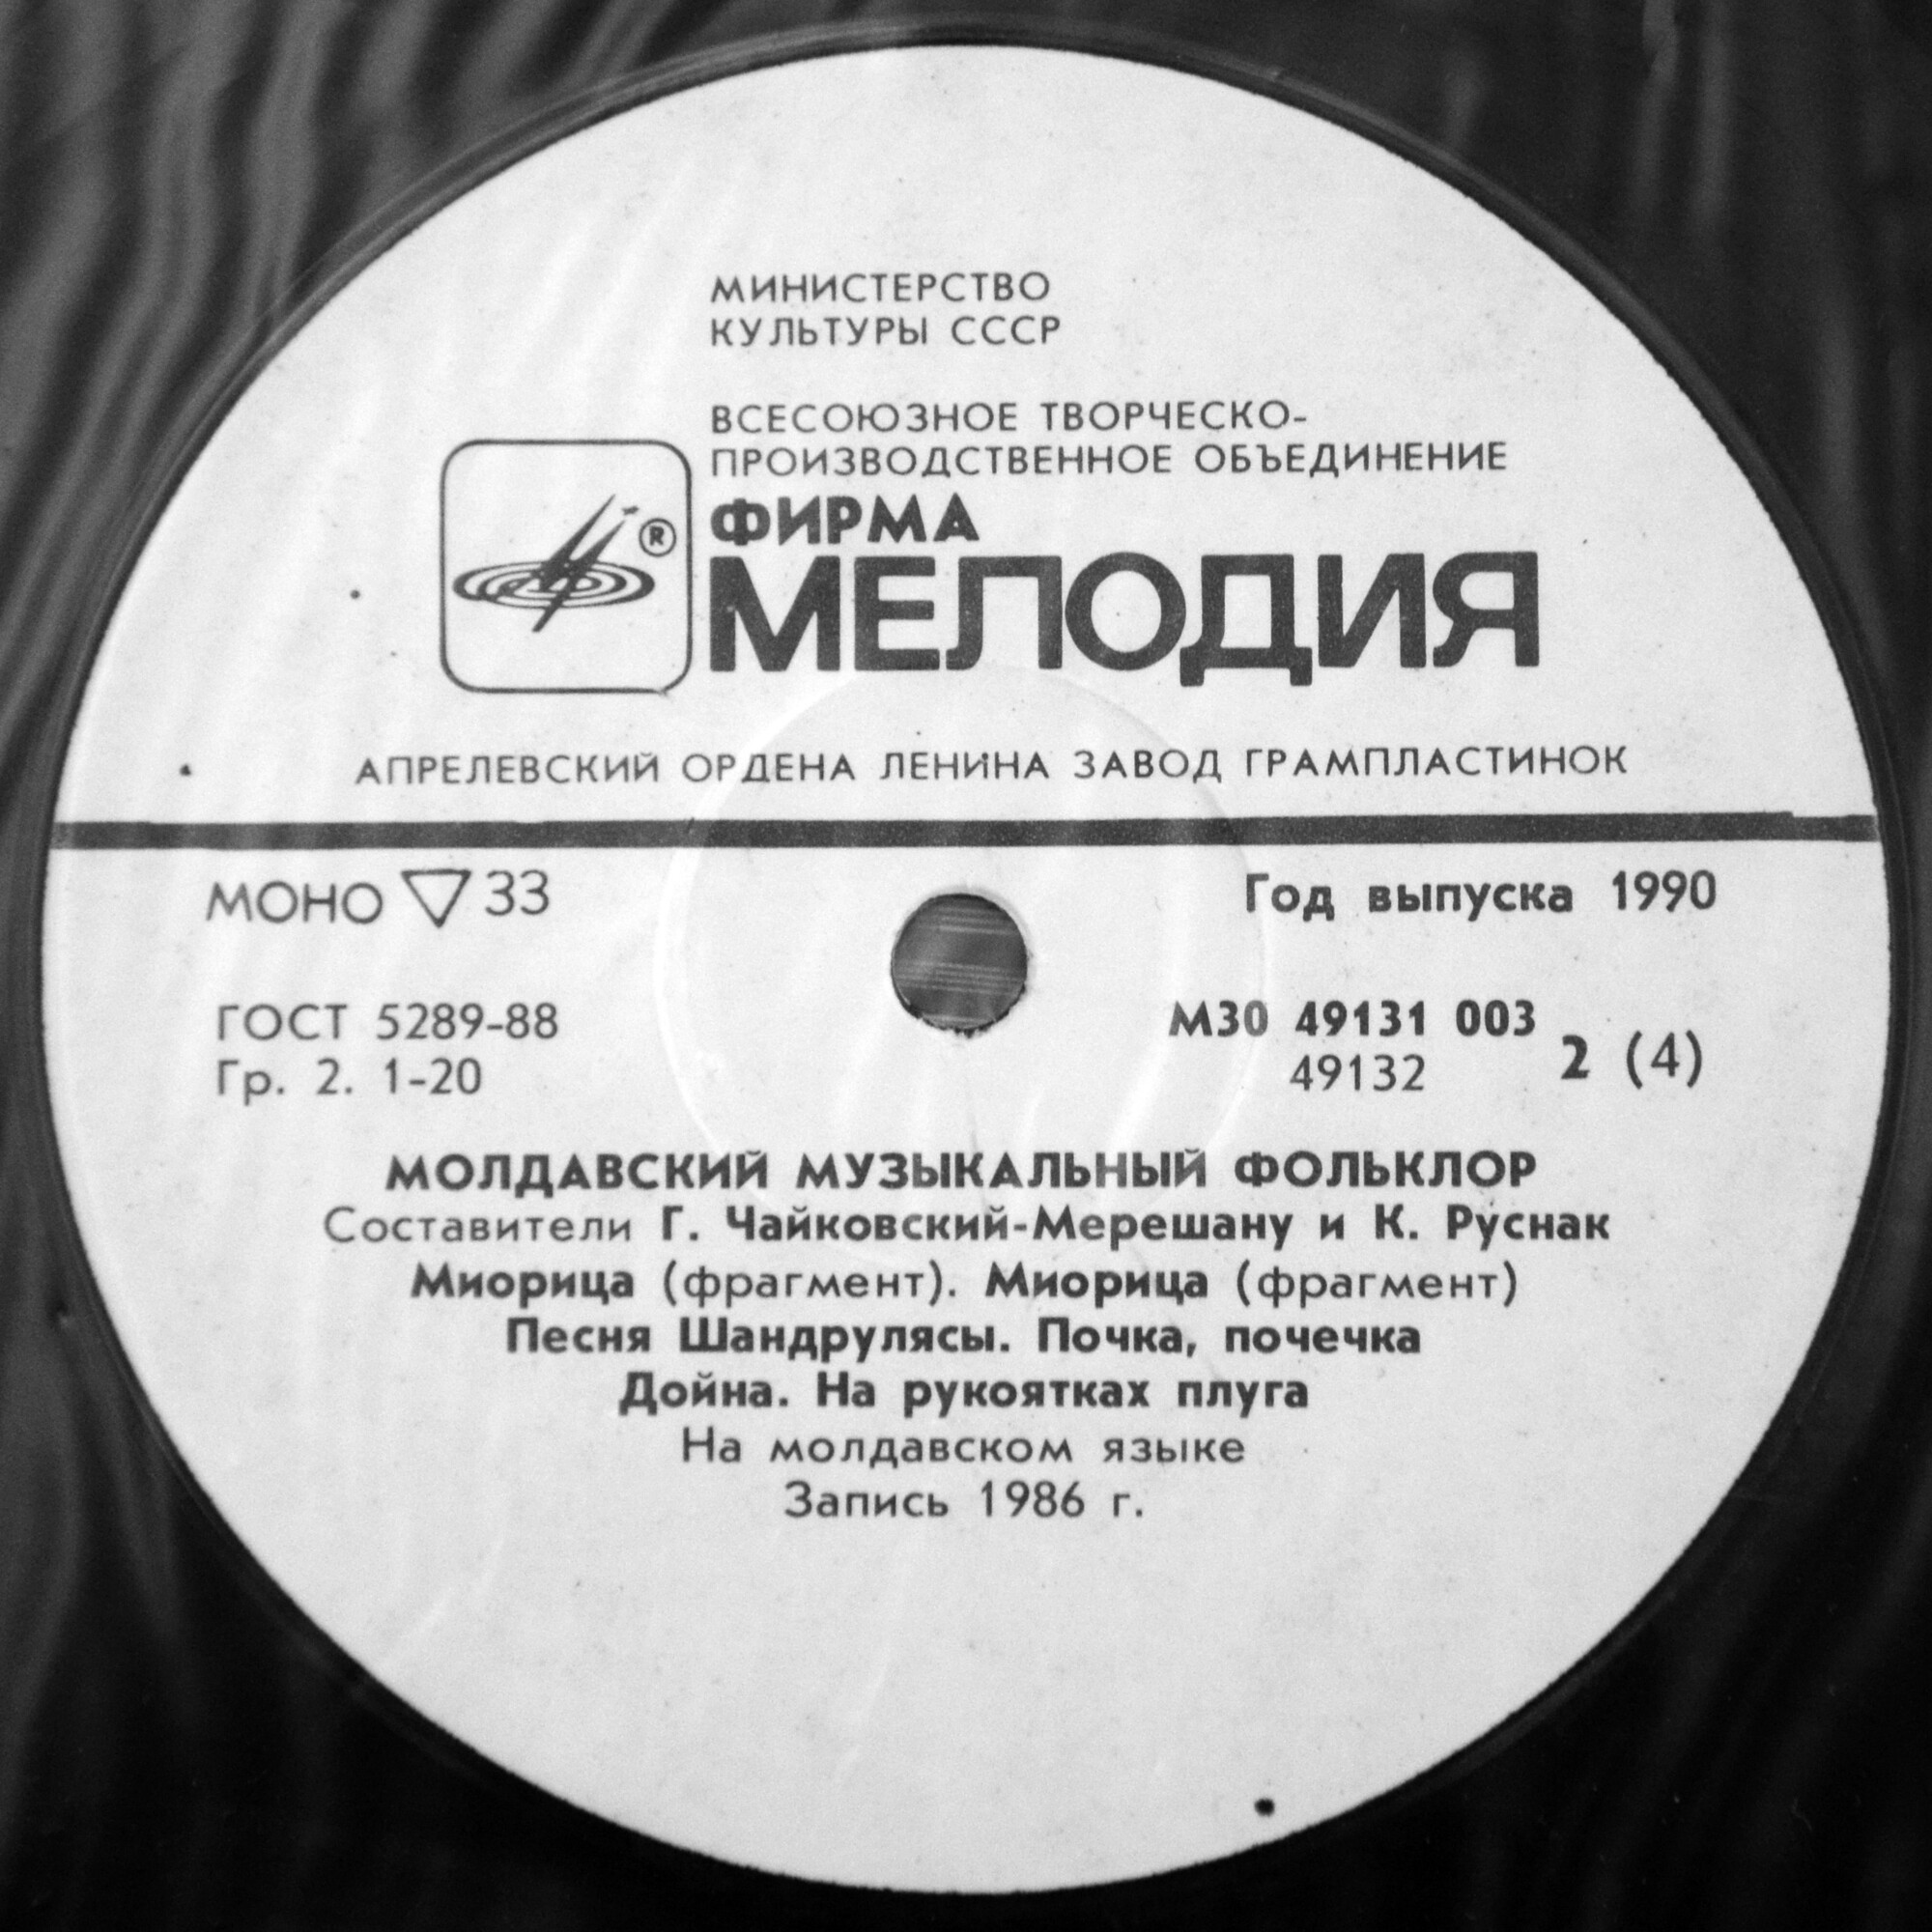 МИНИСТЕРСТВО
КУЛЬТУРЫ СССР
ВСЕСОЮЗНОЕ ТВОРЧЕСКО-
ПРОИЗВОДСТВЕННОЕ ОБЪЕДИНЕНИЕ
ФИРМА
®
МЕЛОДИЯ
АПРЕЛЕВСКИЙ ОРДЕНА ЛЕНИНА ЗАВОД ГРАМПЛАСТИНОК
МОНО ▽ 33
Год выпуска 1990
ГОСТ 5289-88
Гр. 2. 1-20
М30 49131 003
49132
2 (4)
МОЛДАВСКИЙ МУЗЫКАЛЬНЫЙ ФОЛЬКЛОР
Составители Г. Чайковский-Мерешану и К. Руснак
Миорица (фрагмент). Миорица (фрагмент)
Песня Шандрулясы. Почка, почечка
Дойна. На рукоятках плуга
На молдавском языке
Запись 1986 г.